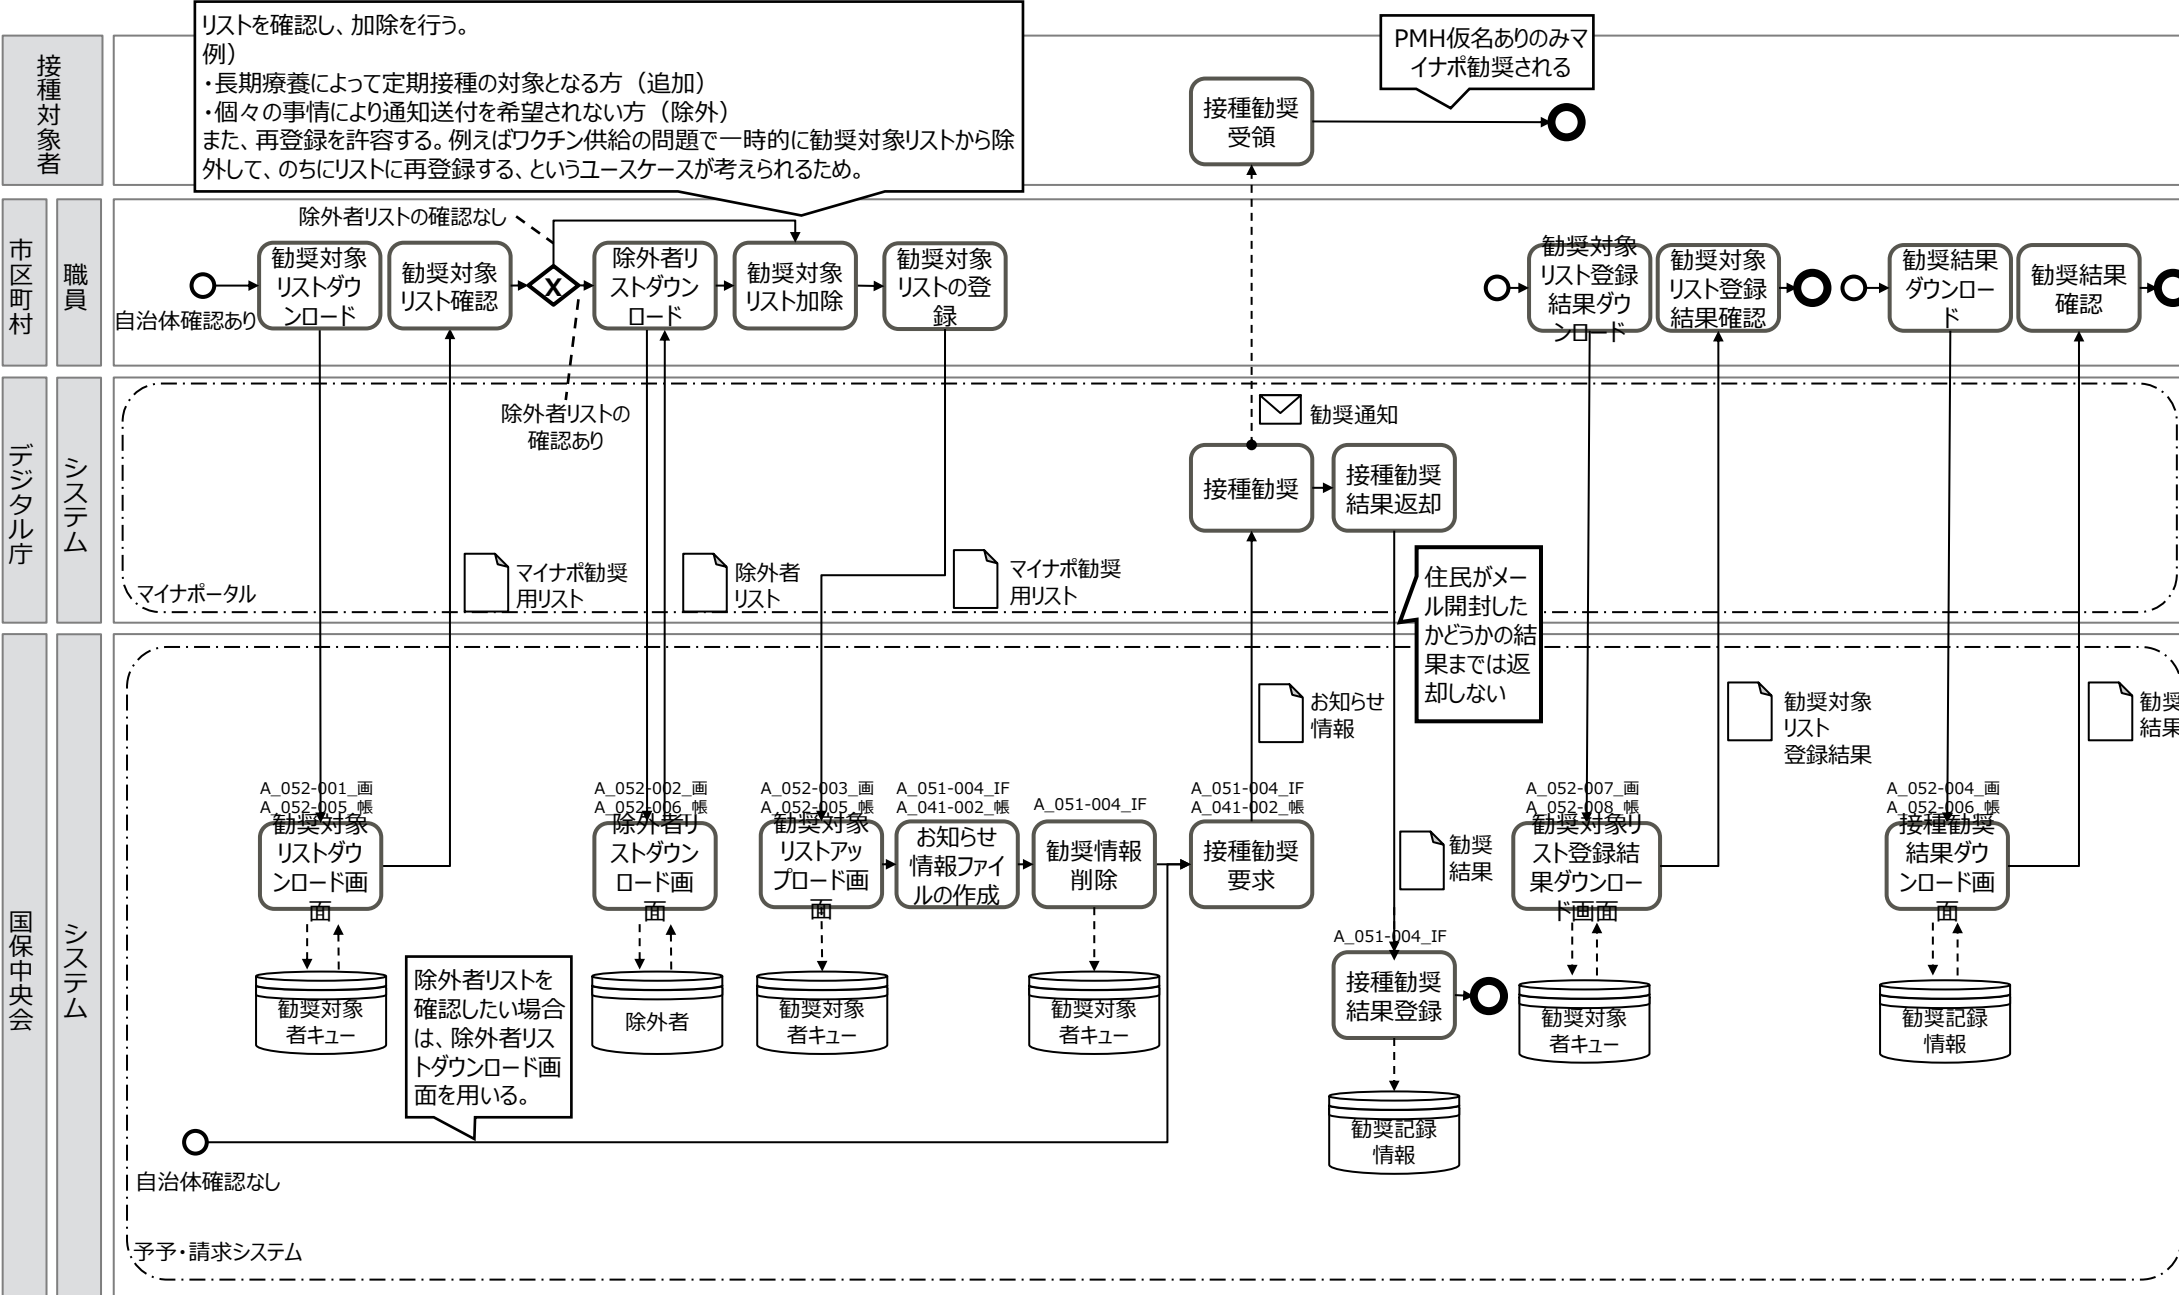 リストを確認し、加除を行う。
例）
・長期療養によって定期接種の対象となる方（追加）
・個々の事情により通知送付を希望されない方（除外）
また、再登録を許容する。例えばワクチン供給の問題で一時的に勧奨対象リストから除
外して、のちにリストに再登録する、というユースケースが考えられるため。
PMH仮名ありのみマ
イナポ勧奨される
接種対象者
接種勧奨
受領
市区町村
職員
除外者リストの確認なし
自治体確認あり
勧奨対象
リストダウ
ンロード
勧奨対象
リスト確認
X
除外者リ
ストダウン
ロード
勧奨対象
リスト加除
勧奨対象
リストの登
録
勧奨対象
リスト登録
結果ダウ
ンロード
勧奨対象
リスト登録
結果確認
勧奨結果
ダウンロー
ド
勧奨結果
確認
デジタル庁
システム
除外者リストの
確認あり
勧奨通知
接種勧奨
接種勧奨
結果返却
マイナポ勧奨
用リスト
除外者
リスト
マイナポ勧奨
用リスト
マイナポータル
住民がメー
ル開封した
かどうかの結
果までは返
却しない
国保中央会
システム
お知らせ
情報
勧奨対象
リスト
登録結果
勧奨
結果
A_052-001_画
A_052-005_帳
勧奨対象
リストダウ
ンロード画
面
A_052-002_画
A_052-006_帳
除外者リ
ストダウン
ロード画
面
A_052-003_画
A_052-005_帳
勧奨対象
リストアッ
プロード画
面
A_051-004_IF
A_041-002_帳
お知らせ
情報ファイ
ルの作成
A_051-004_IF
勧奨情報
削除
A_051-004_IF
A_041-002_帳
接種勧奨
要求
勧奨
結果
A_052-007_画
A_052-008_帳
勧奨対象リ
スト登録結
果ダウンロー
ド画面
A_052-004_画
A_052-006_帳
接種勧奨
結果ダウ
ンロード画
面
勧奨対象
者キュー
除外者リストを
確認したい場合
は、除外者リス
トダウンロード画
面を用いる。
除外者
勧奨対象
者キュー
勧奨対象
者キュー
A_051-004_IF
接種勧奨
結果登録
勧奨対象
者キュー
勧奨記録
情報
勧奨記録
情報
自治体確認なし
予予・請求システム